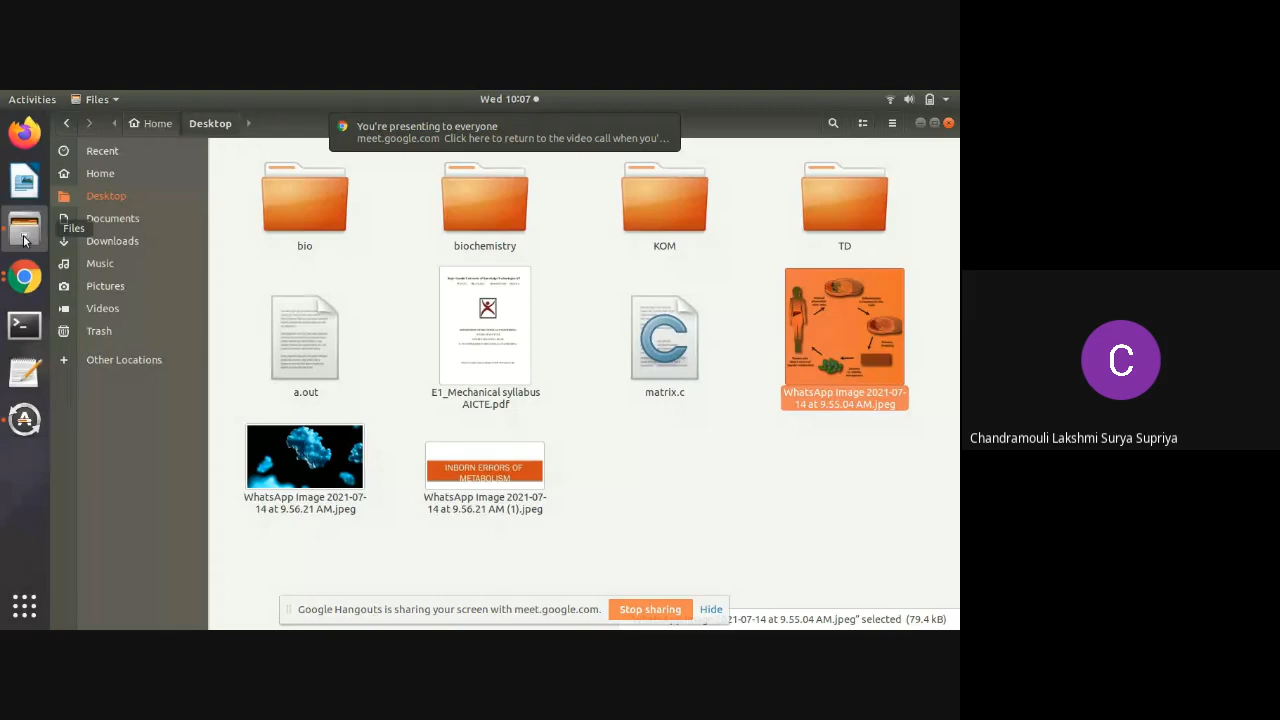 Activities
Files
Wed 10:07
Home
Desktop
You're presenting to everyone
meet.google.com Click here to return to the video call when you'...
Recent
Home
Desktop
Documents
Files
Downloads
Music
Pictures
Videos
Trash
Other Locations
bio
biochemistry
KOM
TD
a.out
E1_Mechanical syllabus
AICTE.pdf
matrix.c
WhatsApp Image 2021-07-
14 at 9.55.04 AM.jpeg
INBORN ERRORS OF
METABOLISM
WhatsApp Image 2021-07-
14 at 9.56.21 AM.jpeg
WhatsApp Image 2021-07-
14 at 9.56.21 AM (1).jpeg
Google Hangouts is sharing your screen with meet.google.com.
Stop sharing
Hide
21-07-14 at 9.55.04 AM.jpeg" selected (79.4 kB)
C
Chandramouli Lakshmi Surya Supriya